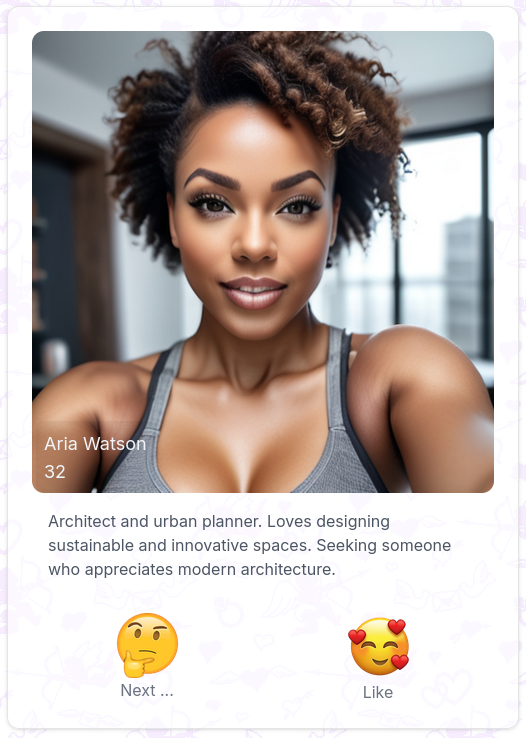 Aria Watson
32
Architect and urban planner. Loves designing
sustainable and innovative spaces. Seeking someone
who appreciates modern architecture.
Next ...
Like